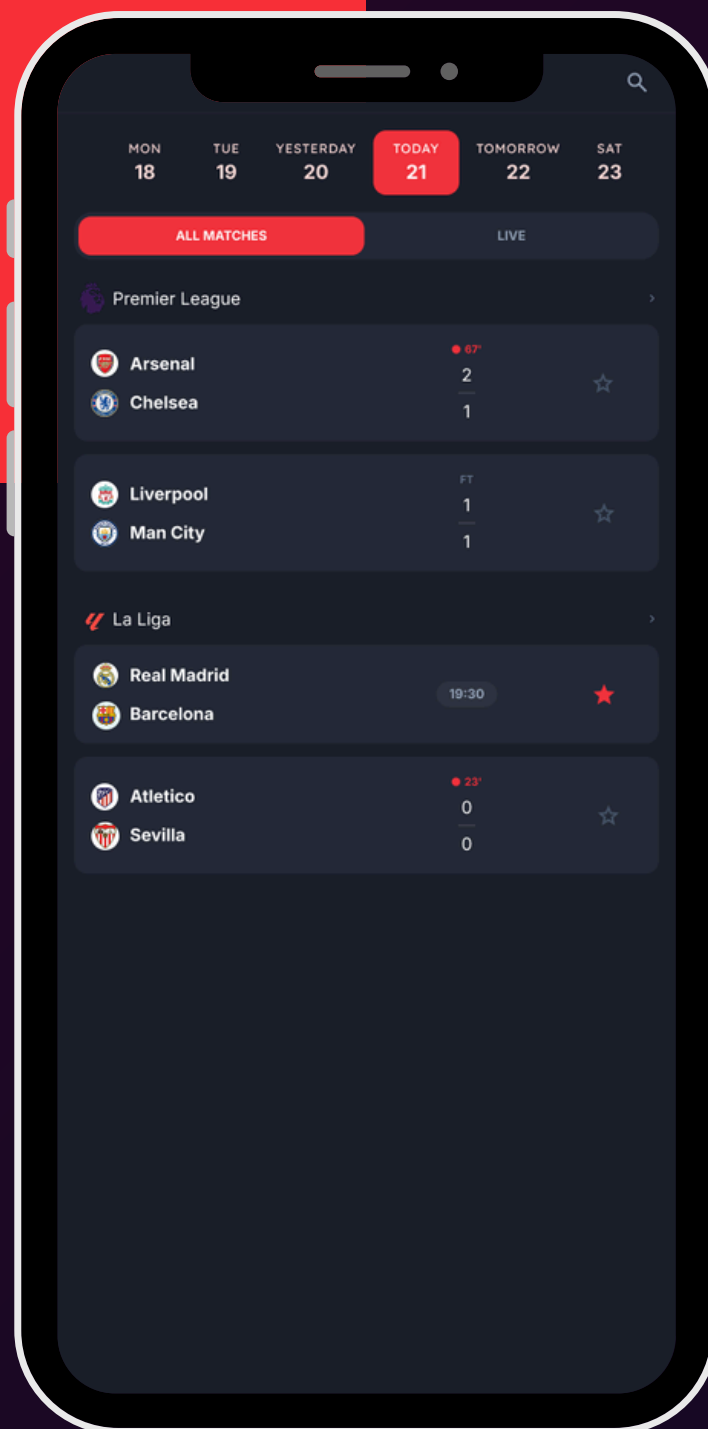 MON TUE YESTERDAY TODAY TOMORROW SAT
18 19 20 21 22 23
ALL MATCHES LIVE
Premier League
67'
Arsenal 2
Chelsea 1
FT
Liverpool 1
Man City 1
La Liga
Real Madrid
19:30
Barcelona
23'
Atletico 0
Sevilla 0